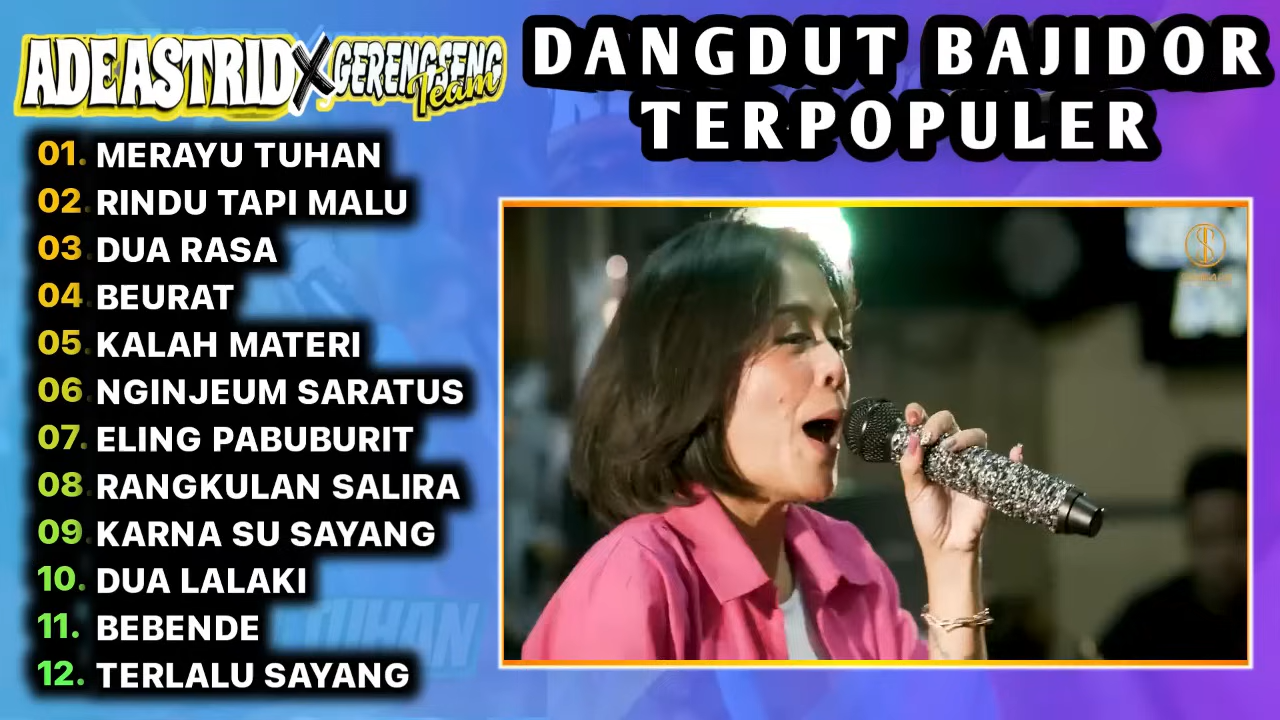 ADE ASTRID X GERENGSENG Team
DANGDUT BAJIDOR
TERPOPULER
01. MERAYU TUHAN
02. RINDU TAPI MALU
03. DUA RASA
04. BEURAT
05. KALAH MATERI
06. NGINJEUM SARATUS
07. ELING PABUBURIT
08. RANGKULAN SALIRA
09. KARNA SU SAYANG
10. DUA LALAKI
11. BEBENDE
12. TERLALU SAYANG
TUHAN